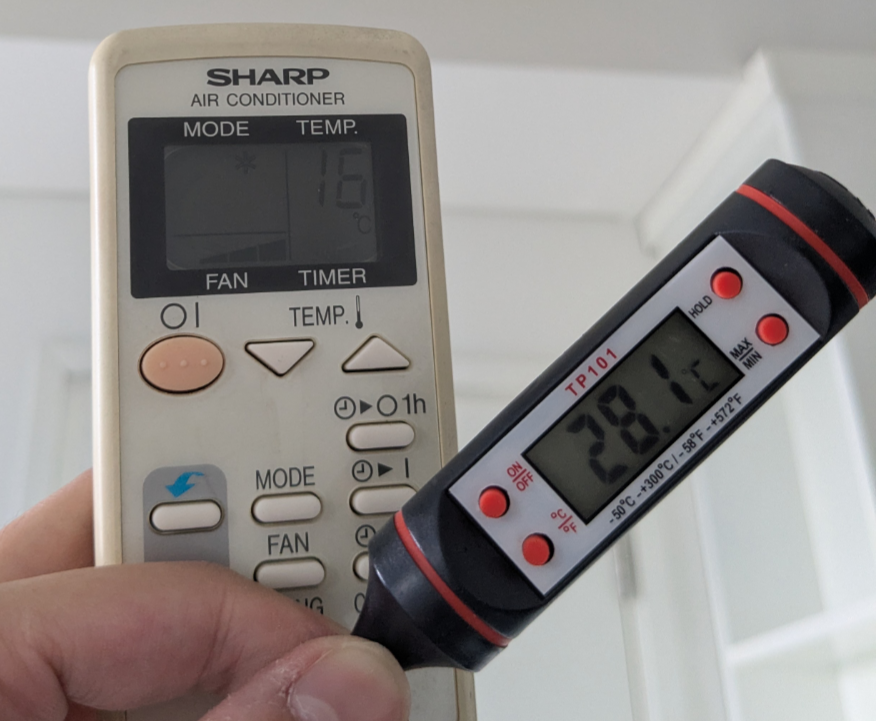 SHARP
AIR CONDITIONER
MODE TEMP.
16
°C
FAN TIMER
TEMP.
1h
MODE
FAN
HOLD
MAX
MIN
TP101
28.1°C
ON
OFF
°C
°F
-50°C -+300°C / -58°F -+572°F